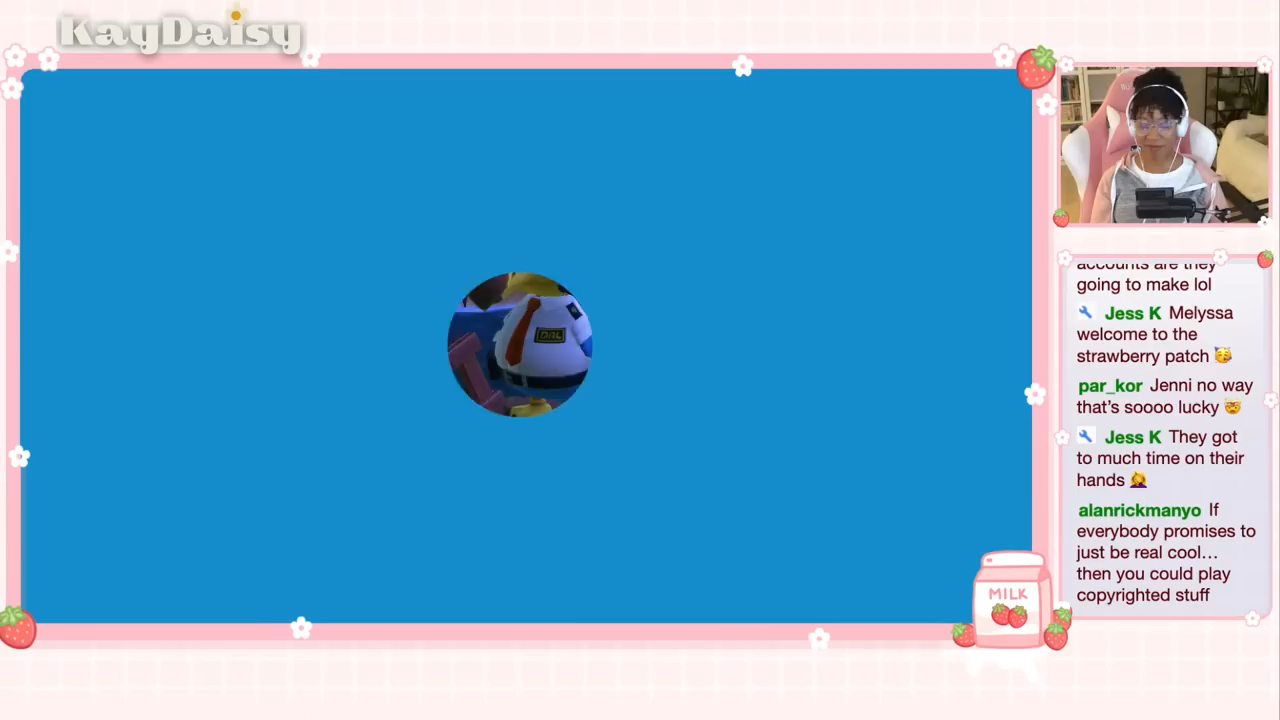 KayDaisy
DAL
accounts are they
going to make lol
Jess K Melyssa
welcome to the
strawberry patch 🥳
par_kor Jenni no way
that's soooo lucky 🤯
Jess K They got
to much time on their
hands 🤦‍♀️
alanrickmanyo If
everybody promises to
just be real cool...
then you could play
copyrighted stuff
MILK